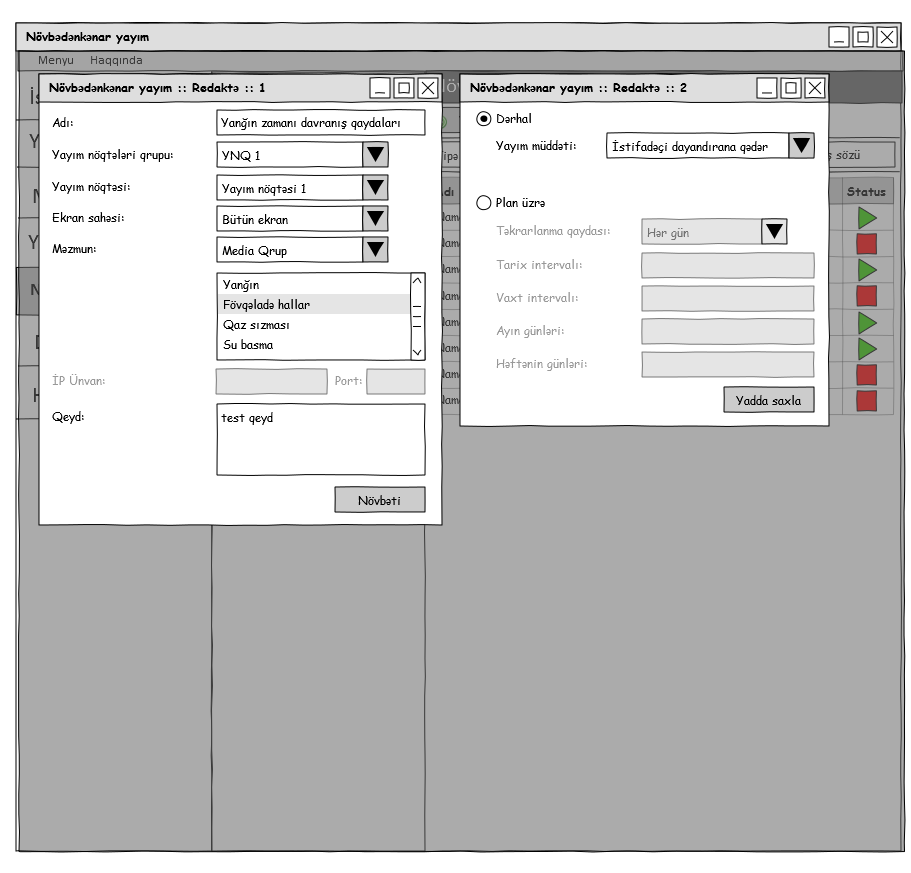 Növbədənkənar yayım
Menyu Haqqında
Növbədənkənar yayım :: Redaktə :: 1
Adı: Yanğın zamanı davranış qaydaları
Yayım nöqtələri qrupu: YNQ 1
Yayım nöqtəsi: Yayım nöqtəsi 1
Ekran sahəsi: Bütün ekran
Məzmun: Media Qrup
Yanğın
Fövqəladə hallar
Qaz sızması
Su basma
İP Ünvan: Port:
Qeyd: test qeyd
Növbəti
Növbədənkənar yayım :: Redaktə :: 2
Dərhal
Yayım müddəti: İstifadəçi dayandırana qədər
Plan üzrə
Təkrarlanma qaydası: Hər gün
Tarix intervalı:
Vaxt intervalı:
Ayın günləri:
Həftənin günləri:
Yadda saxla
sözü
Status